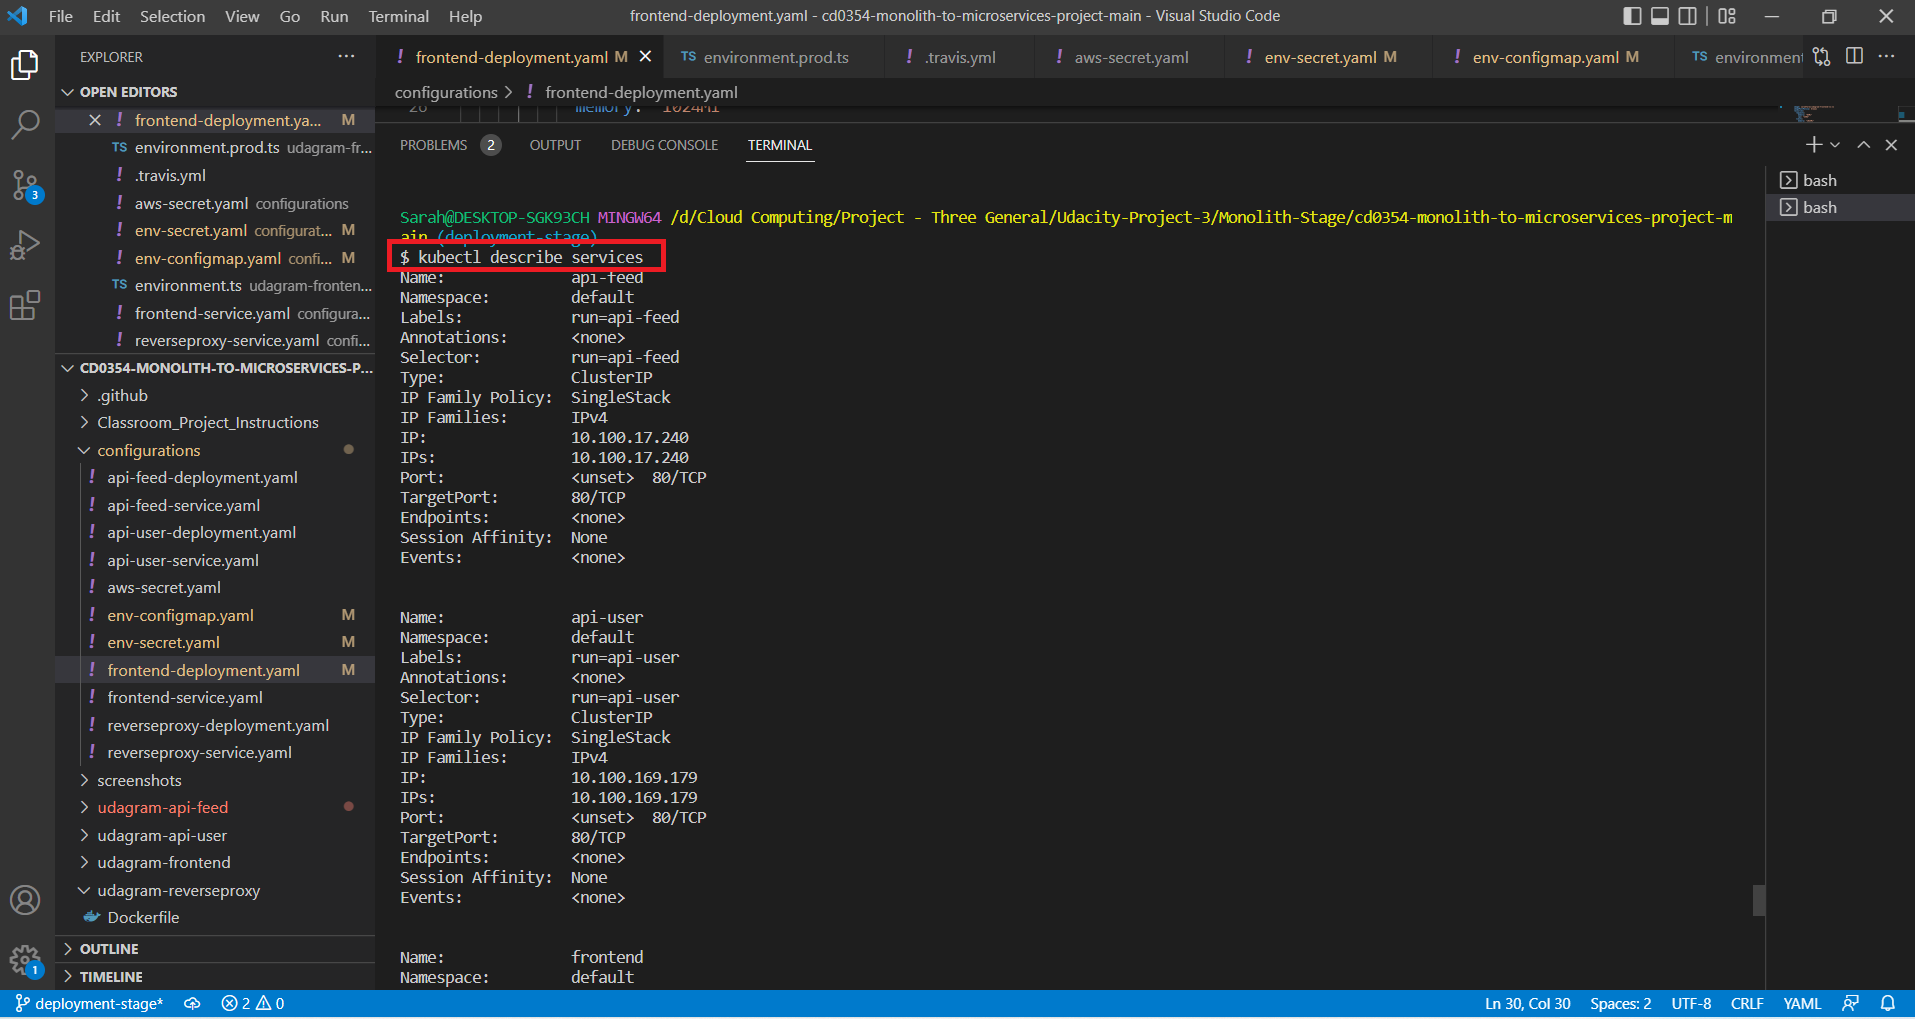 File Edit Selection View Go Run Terminal Help
frontend-deployment.yaml - cd0354-monolith-to-microservices-project-main - Visual Studio Code
EXPLORER
OPEN EDITORS
frontend-deployment.ya... M
TS environment.prod.ts udagram-fr...
! .travis.yml
! aws-secret.yaml configurations
! env-secret.yaml configurat... M
! env-configmap.yaml confi... M
TS environment.ts udagram-fronten...
! frontend-service.yaml configura...
! reverseproxy-service.yaml confi...
CD0354-MONOLITH-TO-MICROSERVICES-P...
.github
Classroom_Project_Instructions
configurations
! api-feed-deployment.yaml
! api-feed-service.yaml
! api-user-deployment.yaml
! api-user-service.yaml
! aws-secret.yaml
! env-configmap.yaml M
! env-secret.yaml M
! frontend-deployment.yaml M
! frontend-service.yaml
! reverseproxy-deployment.yaml
! reverseproxy-service.yaml
screenshots
udagram-api-feed
udagram-api-user
udagram-frontend
udagram-reverseproxy
Dockerfile
OUTLINE
TIMELINE
3
1
! frontend-deployment.yaml M
TS environment.prod.ts
! .travis.yml
! aws-secret.yaml
! env-secret.yaml M
! env-configmap.yaml M
TS environment
configurations > ! frontend-deployment.yaml
28 memory: 1024Mi
PROBLEMS 2 OUTPUT DEBUG CONSOLE TERMINAL
bash
bash
Sarah@DESKTOP-SGK93CH MINGW64 /d/Cloud Computing/Project - Three General/Udacity-Project-3/Monolith-Stage/cd0354-monolith-to-microservices-project-m
ain (deployment-stage)
$ kubectl describe services
Name: api-feed
Namespace: default
Labels: run=api-feed
Annotations: <none>
Selector: run=api-feed
Type: ClusterIP
IP Family Policy: SingleStack
IP Families: IPv4
IP: 10.100.17.240
IPs: 10.100.17.240
Port: <unset> 80/TCP
TargetPort: 80/TCP
Endpoints: <none>
Session Affinity: None
Events: <none>
Name: api-user
Namespace: default
Labels: run=api-user
Annotations: <none>
Selector: run=api-user
Type: ClusterIP
IP Family Policy: SingleStack
IP Families: IPv4
IP: 10.100.169.179
IPs: 10.100.169.179
Port: <unset> 80/TCP
TargetPort: 80/TCP
Endpoints: <none>
Session Affinity: None
Events: <none>
Name: frontend
Namespace: default
deployment-stage* 2 0
Ln 30, Col 30 Spaces: 2 UTF-8 CRLF YAML